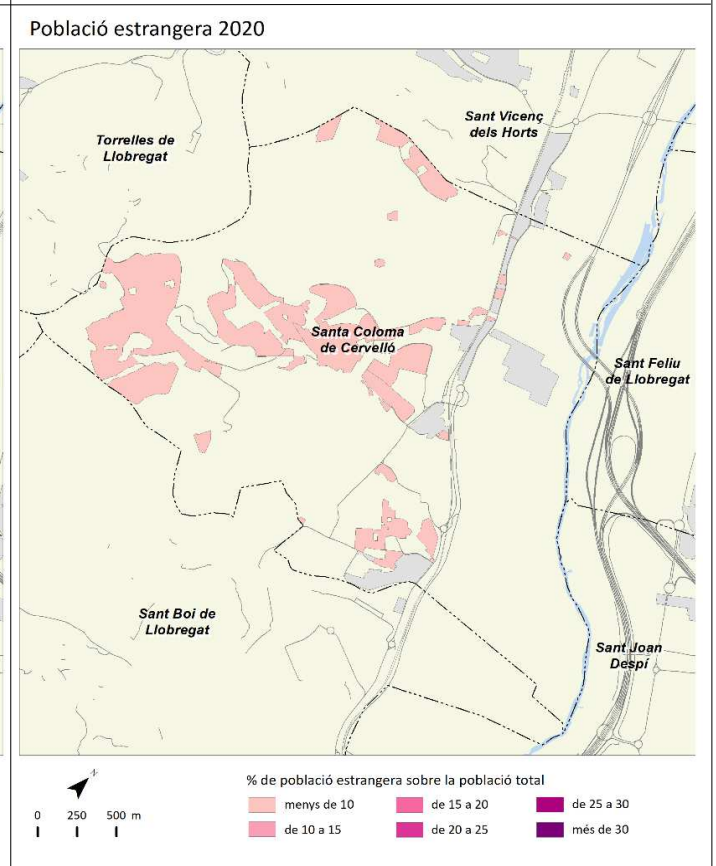 Població estrangera 2020
Sant Vicenç
dels Horts
Torrelles de
Llobregat
Santa Coloma
de Cervelló
Sant Feliu
de Llobregat
Sant Boi de
Llobregat
Sant Joan
Despí
N
0 250 500 m
% de població estrangera sobre la població total
menys de 10
de 15 a 20
de 25 a 30
de 10 a 15
de 20 a 25
més de 30